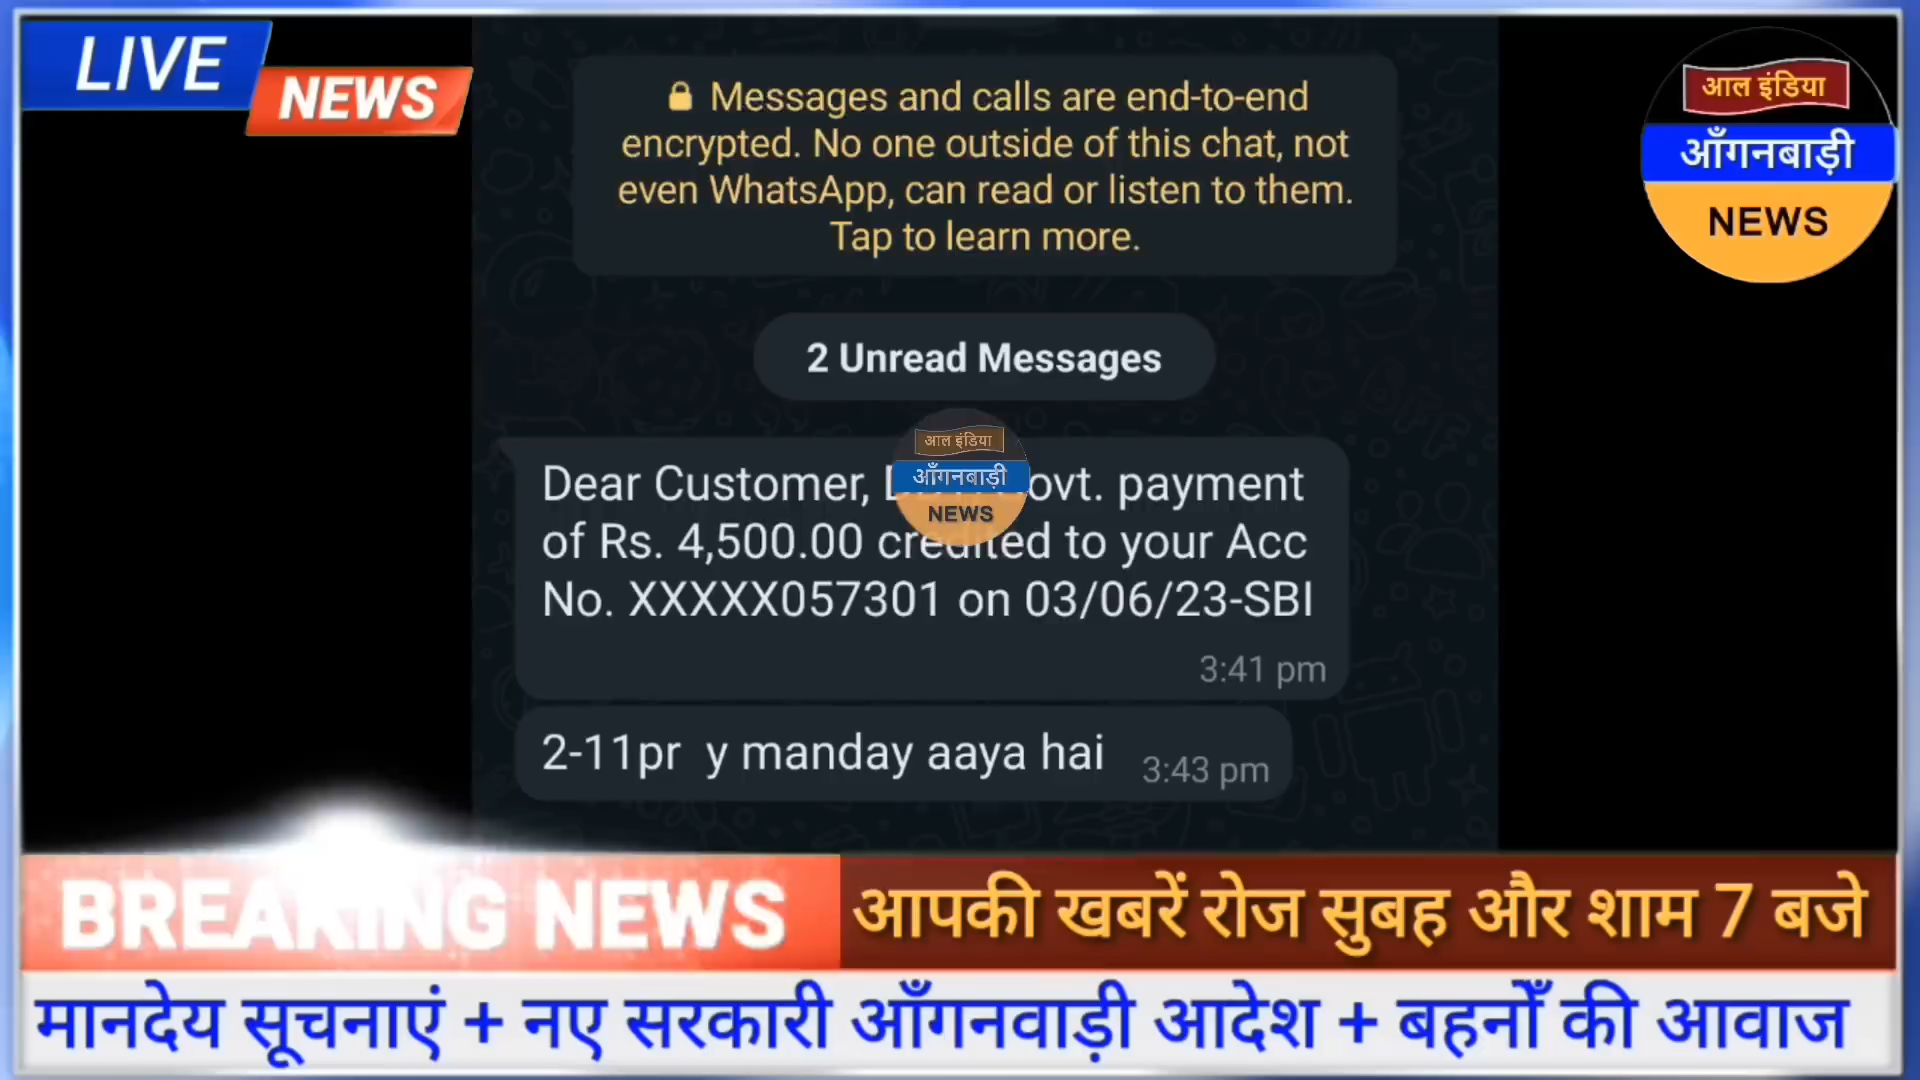 LIVE
NEWS
आल इंडिया
आँगनबाड़ी
NEWS
Messages and calls are end-to-end
encrypted. No one outside of this chat, not
even WhatsApp, can read or listen to them.
Tap to learn more.
2 Unread Messages
आल इंडिया
आँगनबाड़ी
NEWS
Dear Customer, payment
of Rs. 4,500.00 credited to your Acc
No. XXXXX057301 on 03/06/23-SBI
3:41 pm
2-11pr y manday aaya hai 3:43 pm
BREAKING NEWS
आपकी खबरें रोज सुबह और शाम 7 बजे
मानदेय सूचनाएं + नए सरकारी आँगनवाड़ी आदेश + बहनोँ की आवाज